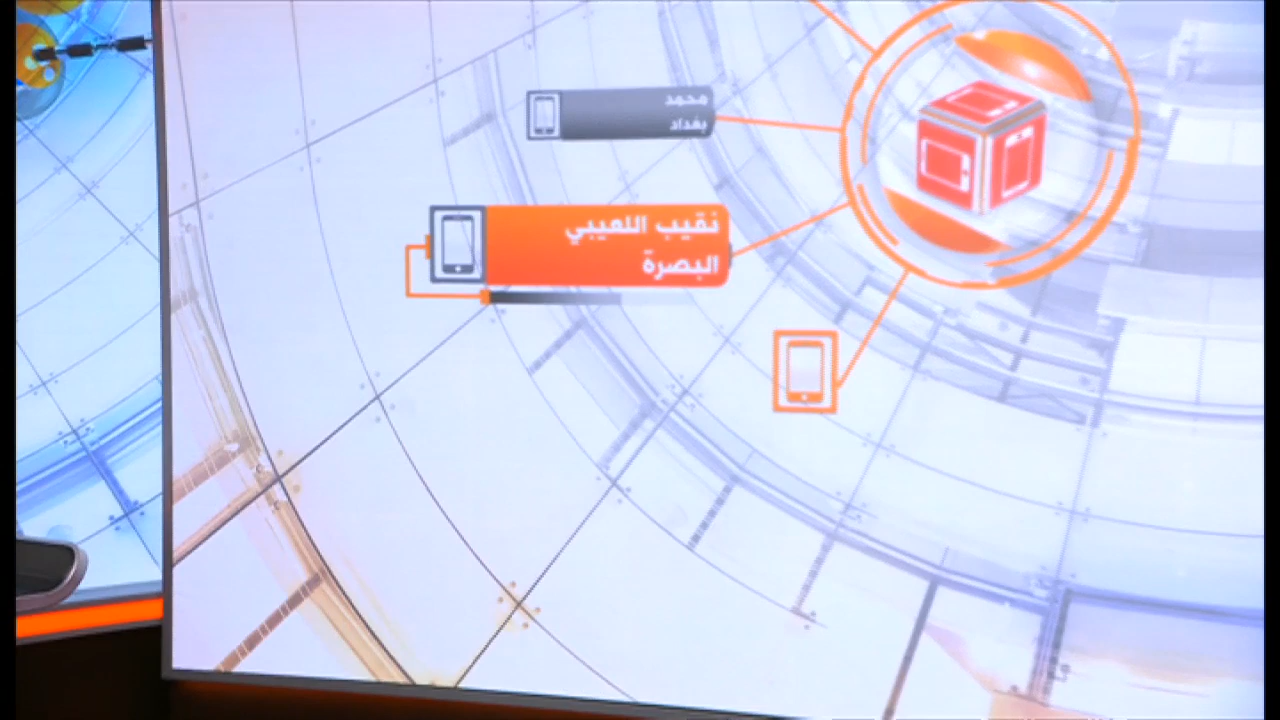 محمد
بغداد
نقيب اللعيبي
البصرة